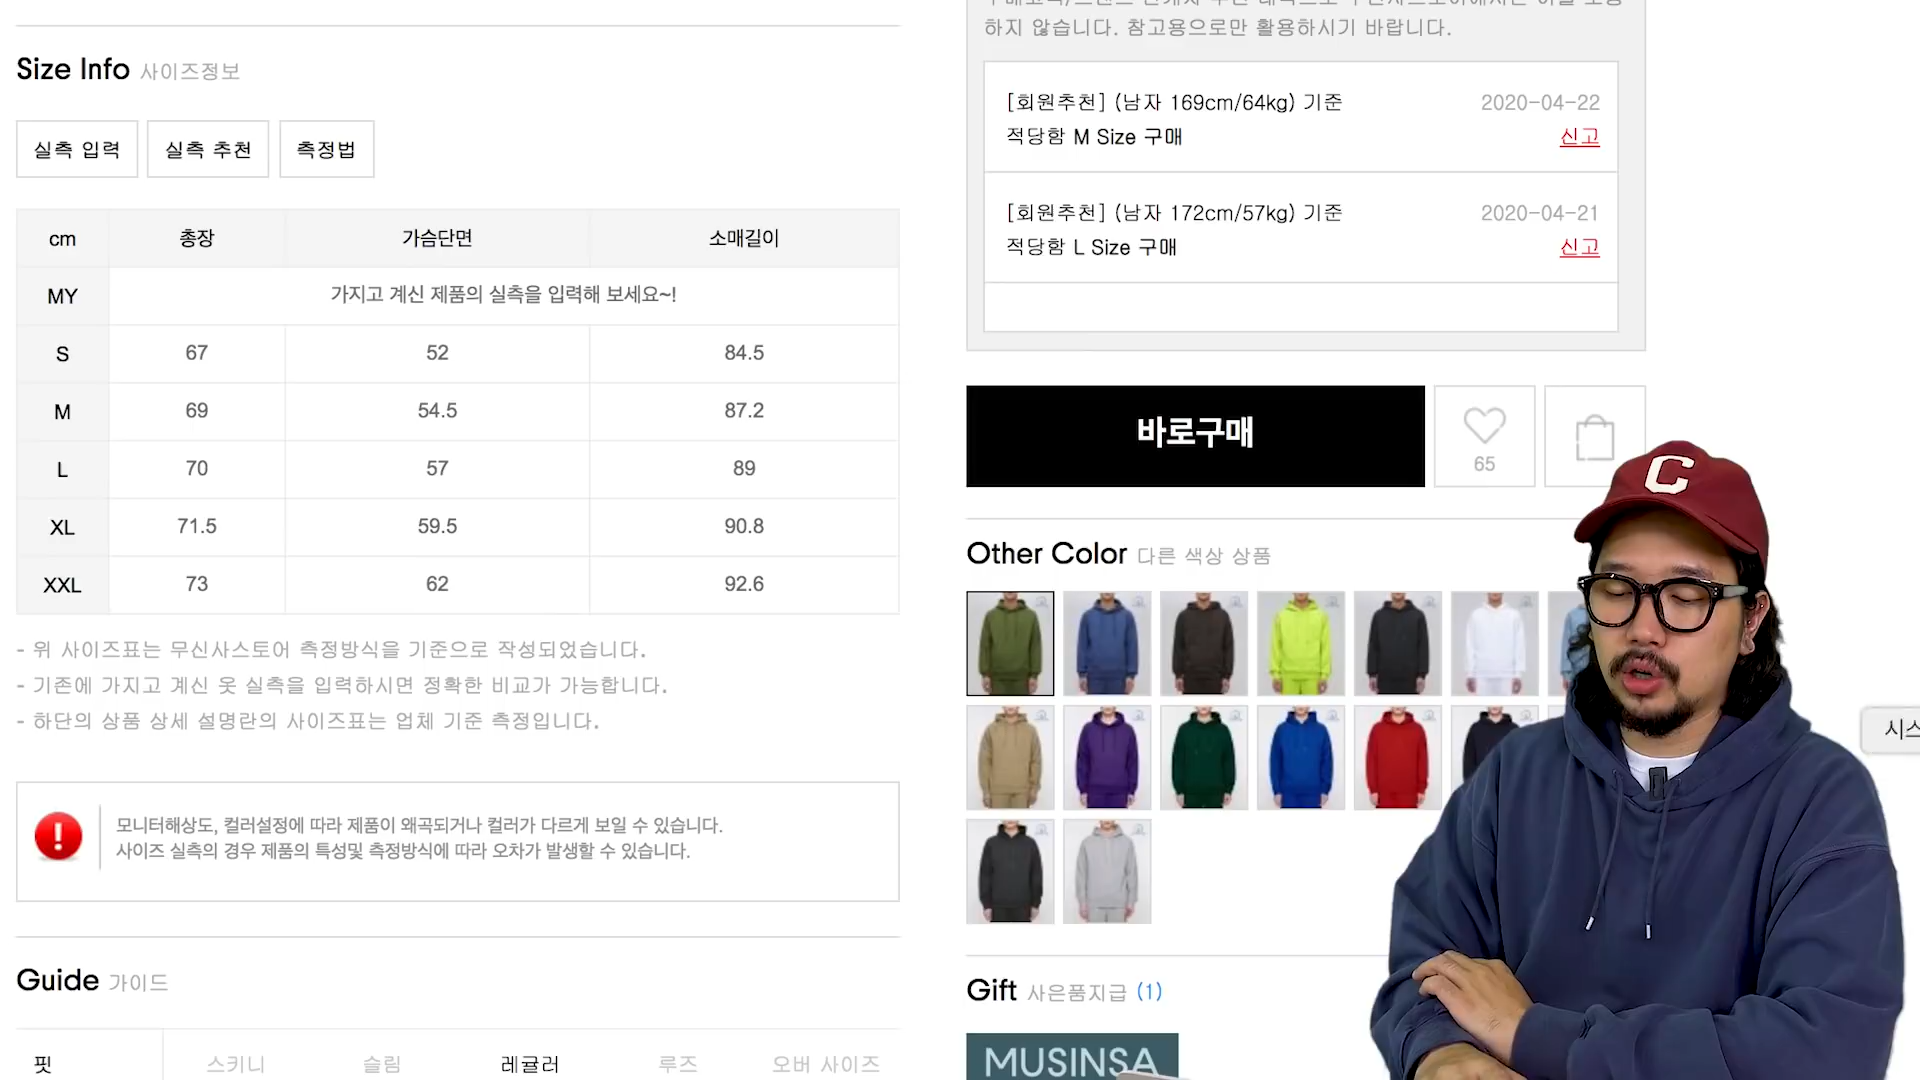 Size Info 사이즈정보
실측 입력 실측 추천 측정법
cm 총장 가슴단면 소매길이
MY 가지고 계신 제품의 실측을 입력해 보세요~!
S 67 52 84.5
M 69 54.5 87.2
L 70 57 89
XL 71.5 59.5 90.8
XXL 73 62 92.6
- 위 사이즈표는 무신사스토어 측정방식을 기준으로 작성되었습니다.
- 기존에 가지고 계신 옷 실측을 입력하시면 정확한 비교가 가능합니다.
- 하단의 상품 상세 설명란의 사이즈표는 업체 기준 측정입니다.
모니터해상도, 컬러설정에 따라 제품이 왜곡되거나 컬러가 다르게 보일 수 있습니다.
사이즈 실측의 경우 제품의 특성및 측정방식에 따라 오차가 발생할 수 있습니다.
Guide 가이드
핏 스키니 슬림 레귤러 루즈 오버 사이즈
하지 않습니다. 참고용으로만 활용하시기 바랍니다.
[회원추천] (남자 169cm/64kg) 기준 2020-04-22
적당함 M Size 구매 신고
[회원추천] (남자 172cm/57kg) 기준 2020-04-21
적당함 L Size 구매 신고
바로구매
65
Other Color 다른 색상 상품
Gift 사은품지급 (1)
MUSINSA
C
시스